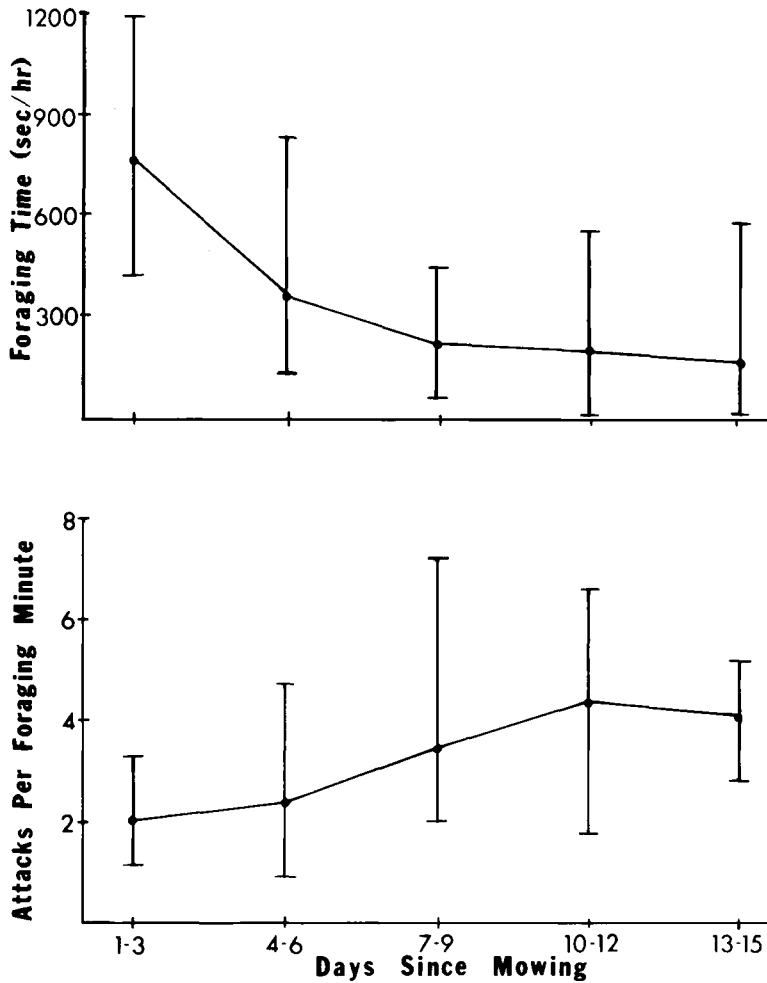 Foraging Time (sec/hr)
1200
900
600
300
Attacks Per Foraging Minute
8
6
4
2
1-3 4-6 7-9 10-12 13-15
Days Since Mowing